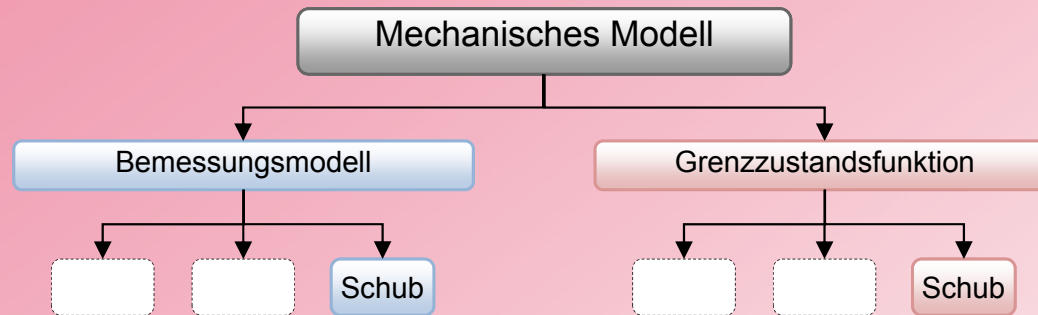 Mechanisches Modell
Bemessungsmodell
Grenzzustandsfunktion
Schub
Schub